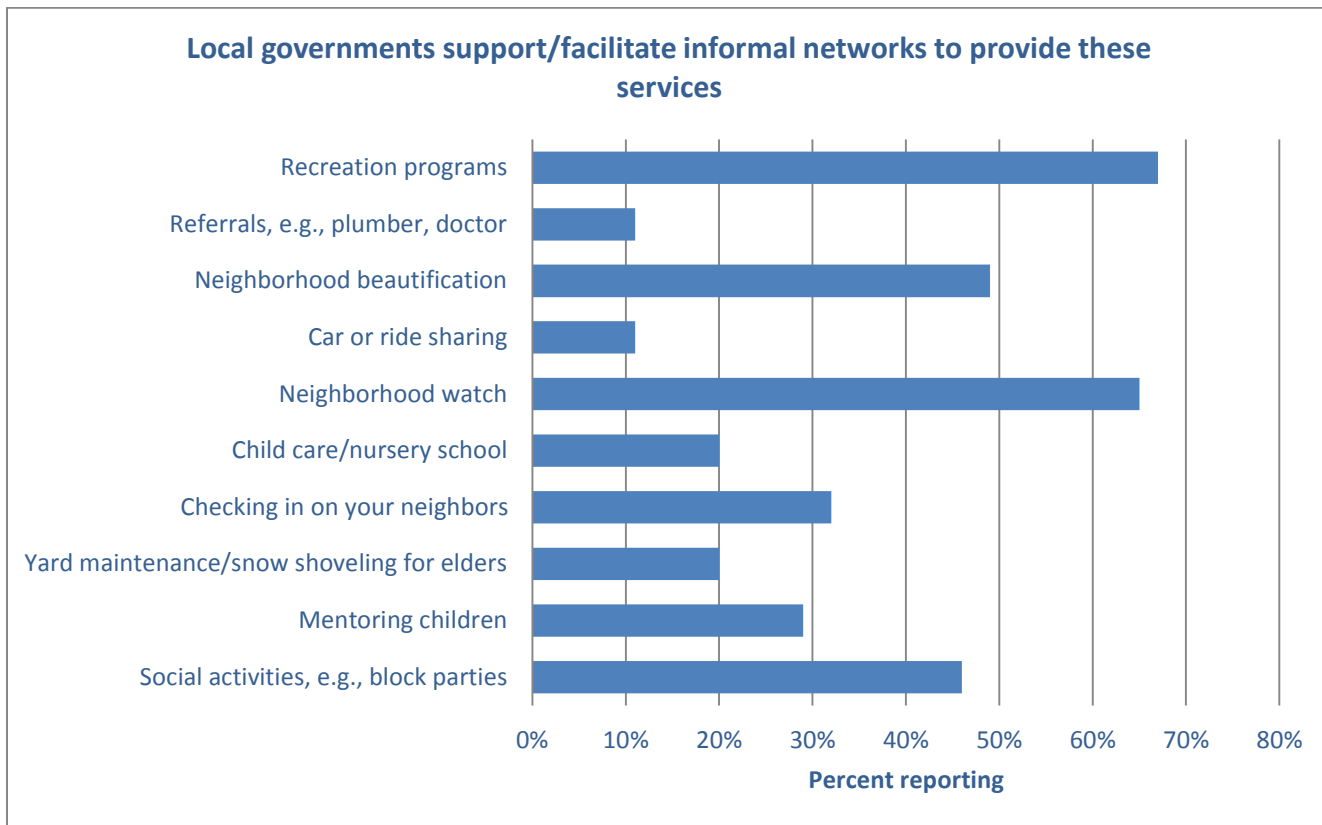 Local governments support/facilitate informal networks to provide these
services
Recreation programs
Referrals, e.g., plumber, doctor
Neighborhood beautification
Car or ride sharing
Neighborhood watch
Child care/nursery school
Checking in on your neighbors
Yard maintenance/snow shoveling for elders
Mentoring children
Social activities, e.g., block parties
0% 10% 20% 30% 40% 50% 60% 70% 80%
Percent reporting